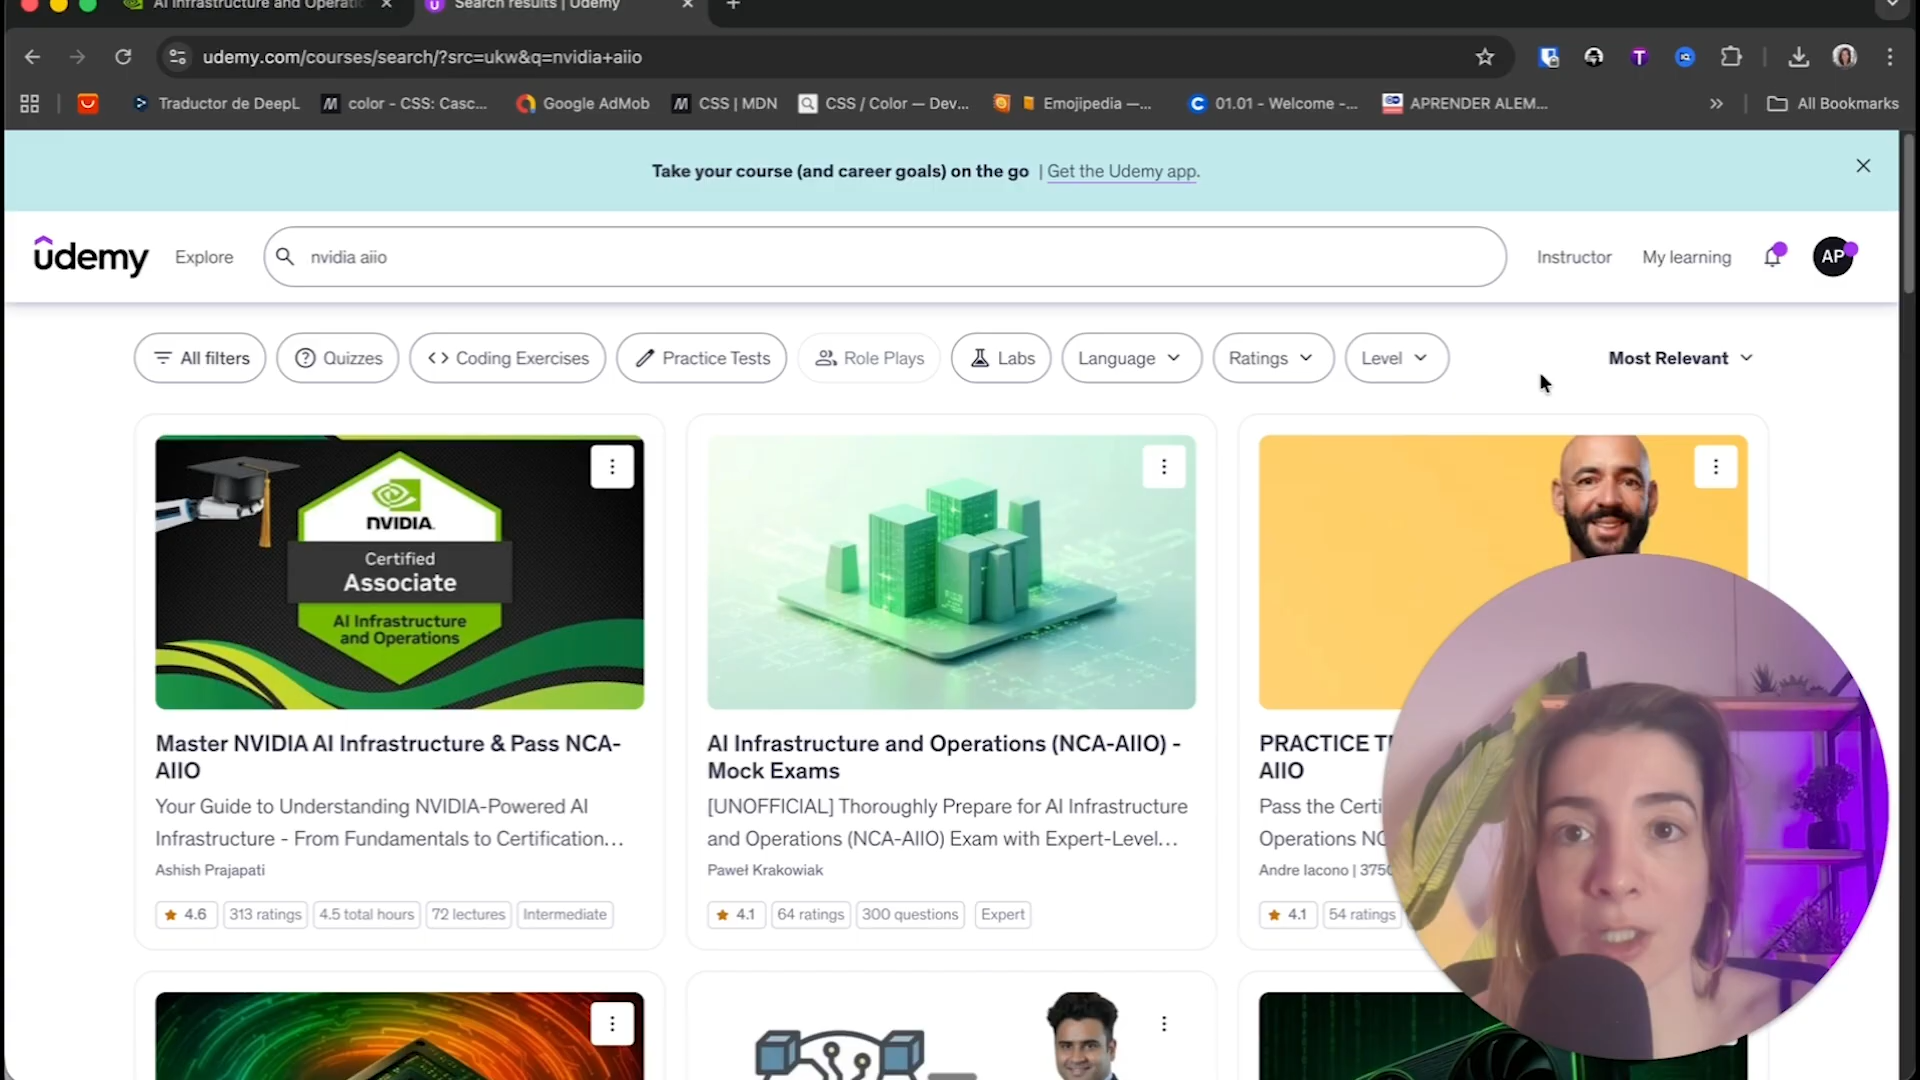 AI Infrastructure and Operatio
Search results | Udemy
udemy.com/courses/search/?src=ukw&q=nvidia+aiio
Traductor de DeepL
color - CSS: Casc...
Google AdMob
CSS | MDN
CSS / Color — Dev...
Emojipedia —...
01.01 - Welcome -...
APRENDER ALEM...
All Bookmarks
Take your course (and career goals) on the go | Get the Udemy app.
udemy
Explore
nvidia aiio
Instructor
My learning
AP
All filters
Quizzes
Coding Exercises
Practice Tests
Role Plays
Labs
Language
Ratings
Level
Most Relevant
NVIDIA.
Certified
Associate
AI Infrastructure
and Operations
Master NVIDIA AI Infrastructure & Pass NCA-
AIIO
Your Guide to Understanding NVIDIA-Powered AI
Infrastructure - From Fundamentals to Certification...
Ashish Prajapati
4.6
313 ratings
4.5 total hours
72 lectures
Intermediate
AI Infrastructure and Operations (NCA-AIIO) -
Mock Exams
[UNOFFICIAL] Thoroughly Prepare for AI Infrastructure
and Operations (NCA-AIIO) Exam with Expert-Level...
Paweł Krakowiak
4.1
64 ratings
300 questions
Expert
PRACTICE T
AIIO
Pass the Certi
Operations NC
Andre Iacono | 375
4.1
54 ratings